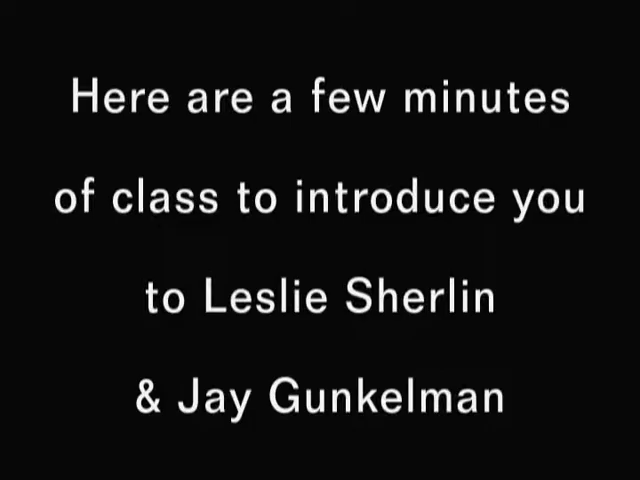 Here are a few minutes
of class to introduce you
to Leslie Sherlin
& Jay Gunkelman